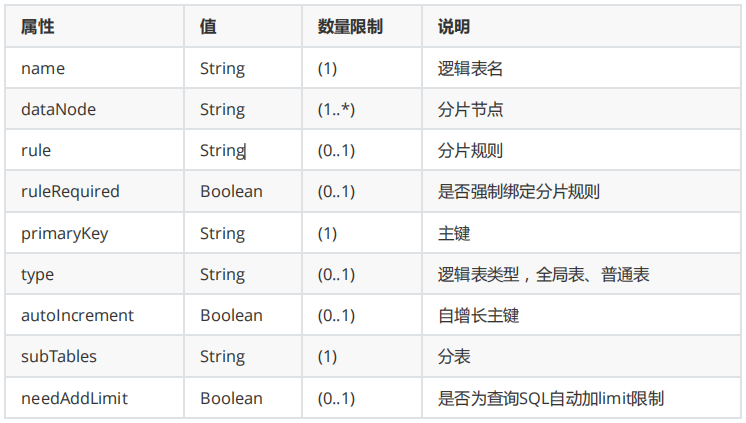 属性 值 数量限制 说明
name String (1) 逻辑表名
dataNode String (1..*) 分片节点
rule String (0..1) 分片规则
ruleRequired Boolean (0..1) 是否强制绑定分片规则
primaryKey String (1) 主键
type String (0..1) 逻辑表类型，全局表、普通表
autoIncrement Boolean (0..1) 自增长主键
subTables String (1) 分表
needAddLimit Boolean (0..1) 是否为查询SQL自动加limit限制